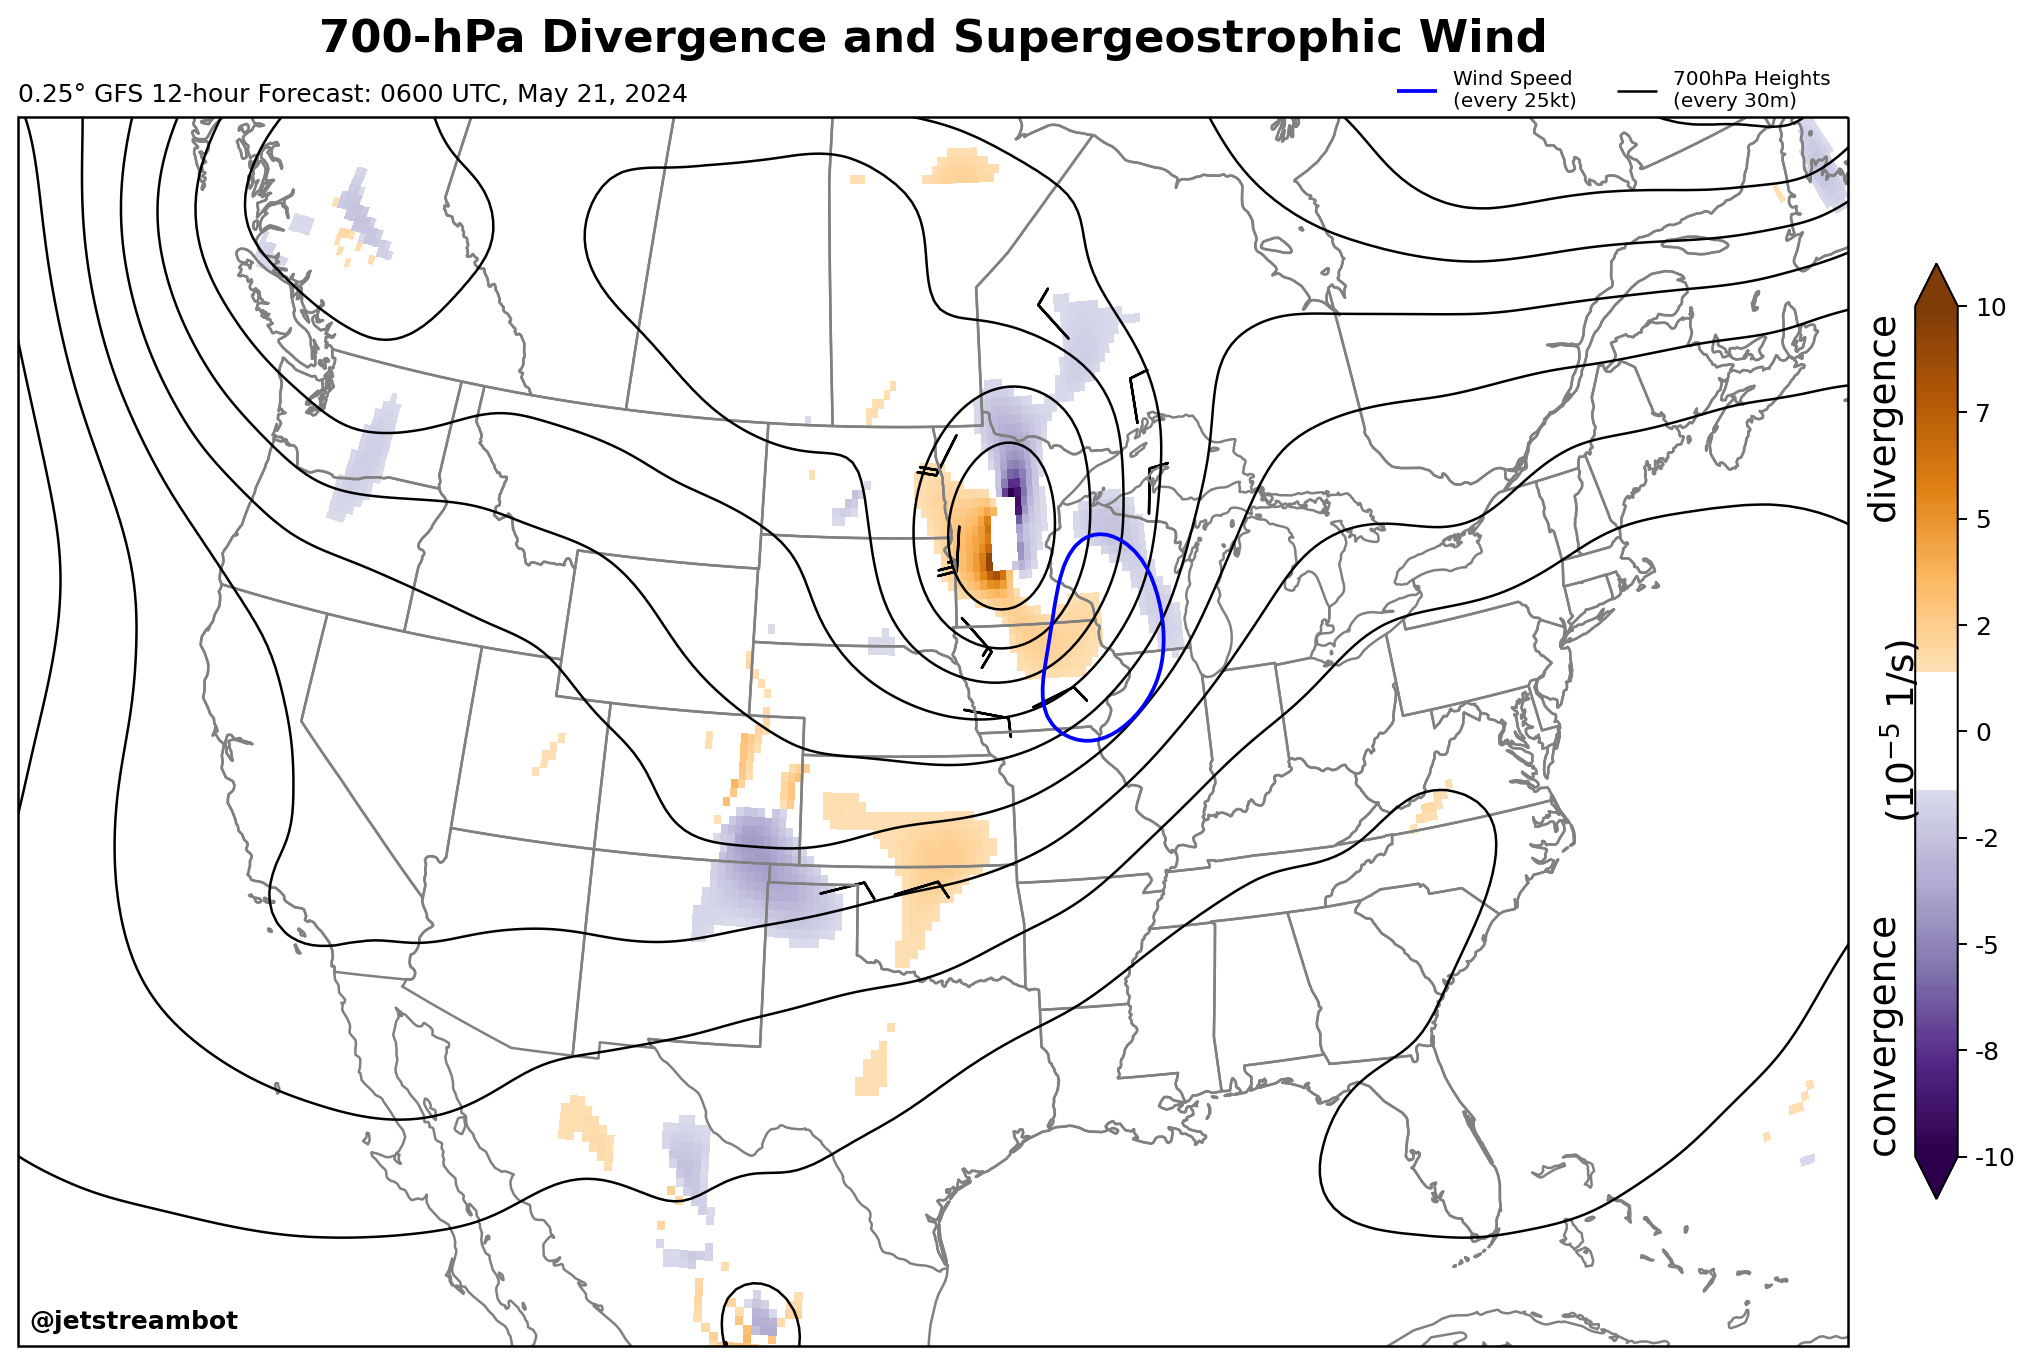 700-hPa Divergence and Supergeostrophic Wind
0.25° GFS 12-hour Forecast: 0600 UTC, May 21, 2024
Wind Speed
(every 25kt)
700hPa Heights
(every 30m)
10
7
5
2
0
-2
-5
-8
-10
divergence
(10⁻⁵ 1/s)
convergence
@jetstreambot